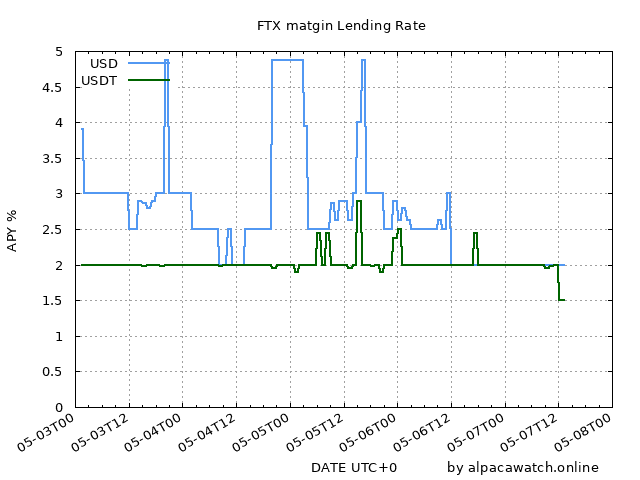 FTX matgin Lending Rate
USD
USDT
APY %
5
4.5
4
3.5
3
2.5
2
1.5
1
0.5
0
05-03T00
05-03T12
05-04T00
05-04T12
05-05T00
05-05T12
05-06T00
05-06T12
05-07T00
05-07T12
05-08T00
DATE UTC+0
by alpacawatch.online